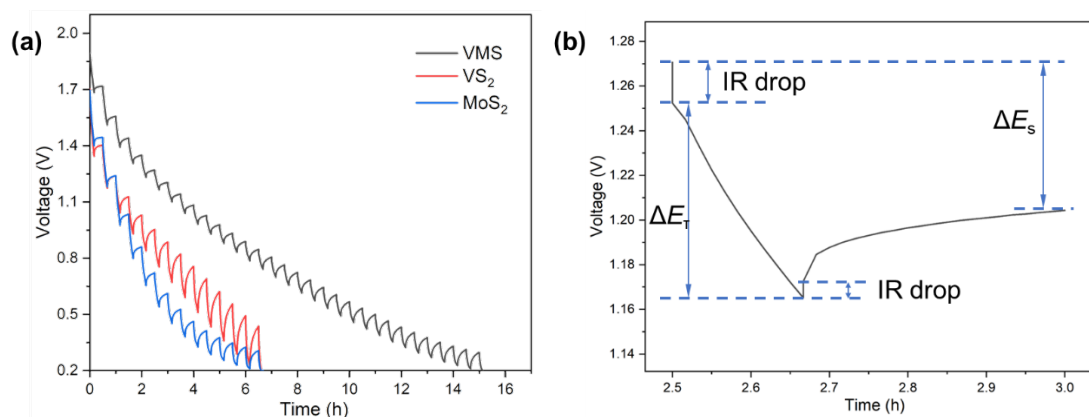 (a)
2.0
1.7
1.4
1.1
0.8
0.5
0.2
Voltage (V)
VMS
VS₂
MoS₂
0 2 4 6 8 10 12 14 16
Time (h)
(b)
1.28
1.26
1.24
1.22
1.20
1.18
1.16
1.14
Voltage (V)
IR drop
ΔEs
ΔEτ
IR drop
2.5 2.6 2.7 2.8 2.9 3.0
Time (h)